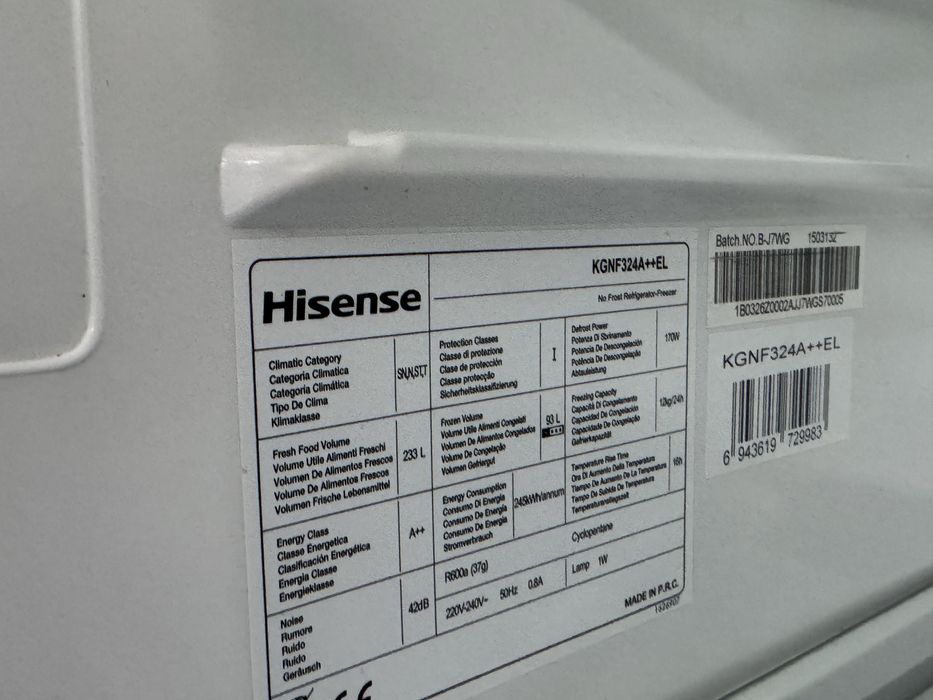 Hisense
KGNF324A++EL
No Frost Refrigerator-Freezer
Climatic Category
Categoria Climatica
Categoría Climática
Tipo De Clima
Klimaklasse
SN,N,ST,T
Protection Classes
Classe di protezione
Clase de protección
Classe protecção
Sicherheitsklassifizierung
I
Defrost Power
Potenza Di Sbrinamento
Potencia De Descongelación
Potência De Descongelação
Abtauleistung
170W
Fresh Food Volume
Volume Utile Alimenti Freschi
Volumen De Alimentos Frescos
Volume De Alimentos Frescos
Volumen Frische Lebensmittel
233 L
Frozen Volume
Volume Utile Alimenti Congelati
Volumen De Alimentos Congelados
Volume De Congelação
Volumen Gefriergut
93 L
Freezing Capacity
Capacità Di Congelamento
Capacidad De Congelación
Capacidade De Congelação
Gefrierkapazität
12kg/24h
Energy Class
Classe Energetica
Clasificación Energética
Energia Classe
Energieklasse
A++
Energy Consumption
Consumo Di Energia
Consumo De Energía
Consumo De Energia
Stromverbrauch
245kWh/annum
Temperature Rise Time
Ora Di Aumento Della Temperatura
Tiempo De Aumento De La Temperatura
Tempo De Subida De Temperatura
Temperaturanstiegszeit
16h
Noise
Rumore
Ruido
Ruído
Geräusch
42dB
R600a (37g)
Cyclopentane
220V-240V~ 50Hz 0.8A
Lamp 1W
MADE IN P.R.C.
CE
Batch.NO.B-J7WG 1503132
1B0326Z0002AJJ7WGS70005
KGNF324A++EL
6 943619 729983